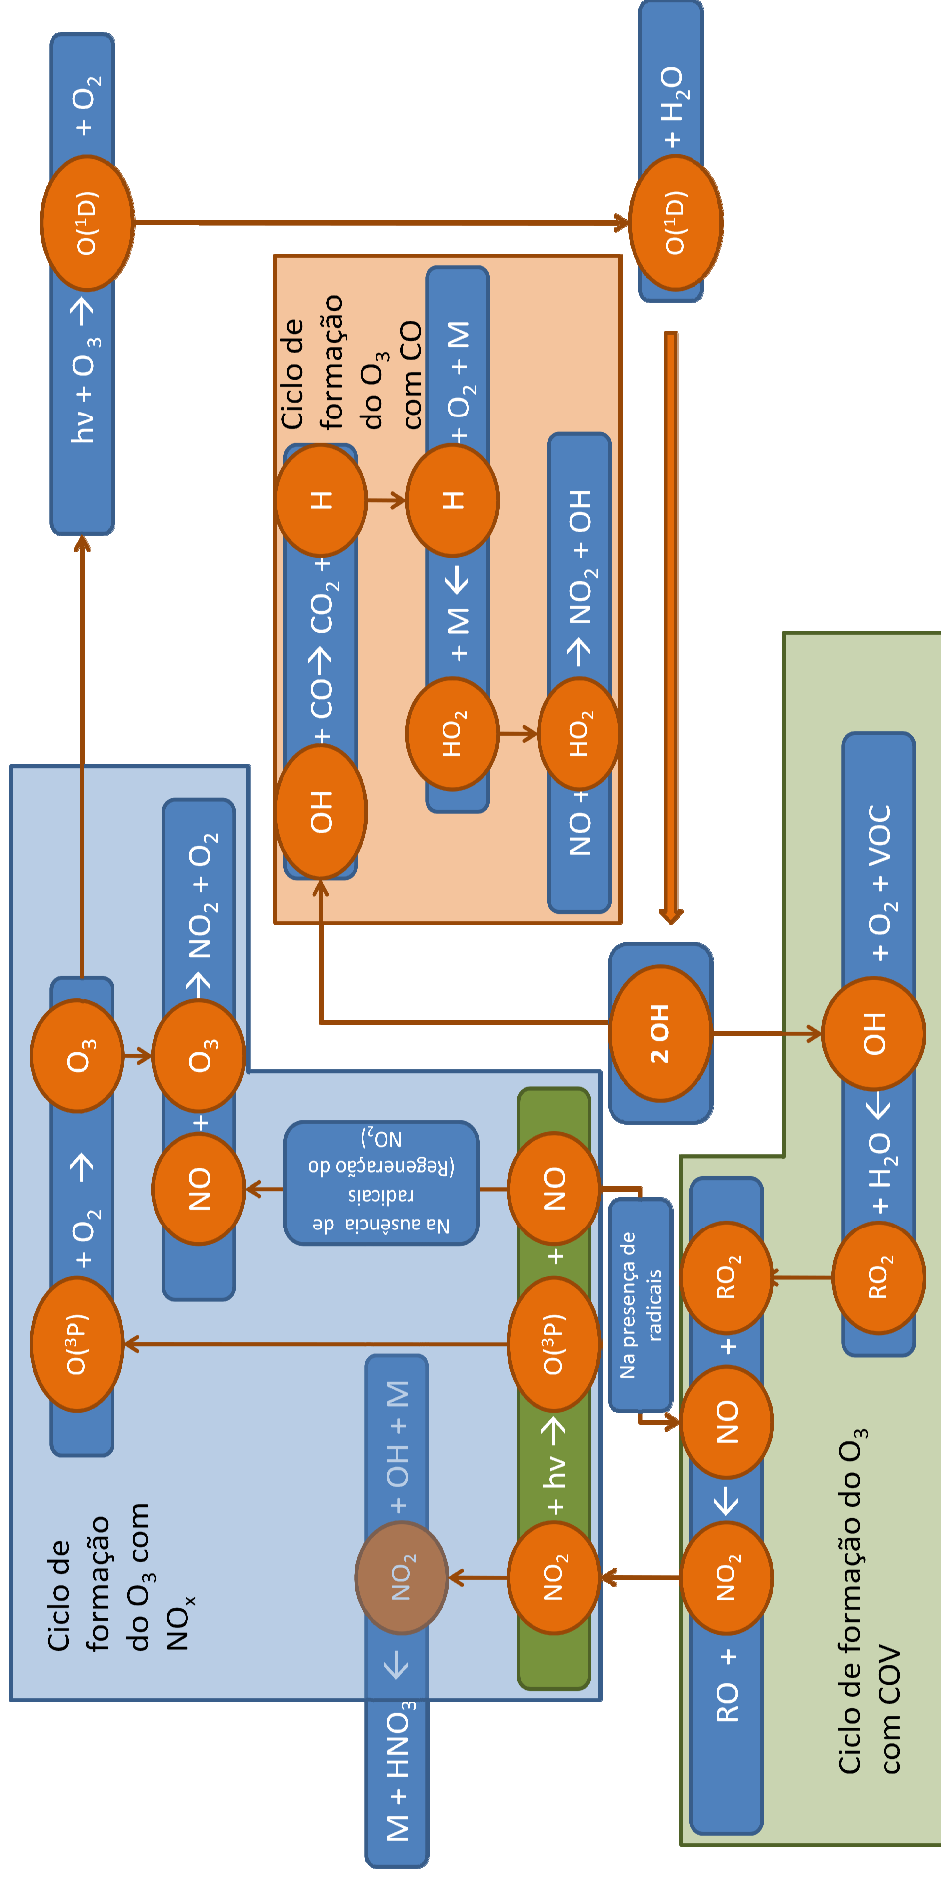 Ciclo de
formação
do O₃ com
NOₓ
O(³P) + O₂ → O₃
hv + O₃ → O(¹D) + O₂
NO + O₃ → NO₂ + O₂
Na ausência de
radicais
(Regeneração do
NO₂)
M + HNO₃ ← NO₂ + OH + M
NO₂ + hv → O(³P) + NO
Ciclo de
formação
do O₃
com CO
OH + CO → CO₂ + H
HO₂ + M ← H + O₂ + M
NO + HO₂ → NO₂ + OH
O(¹D) + H₂O
2 OH
Na presença de
radicais
RO + NO₂ ← NO + RO₂
RO₂ + H₂O ← OH + O₂ + VOC
Ciclo de formação do O₃
com COV